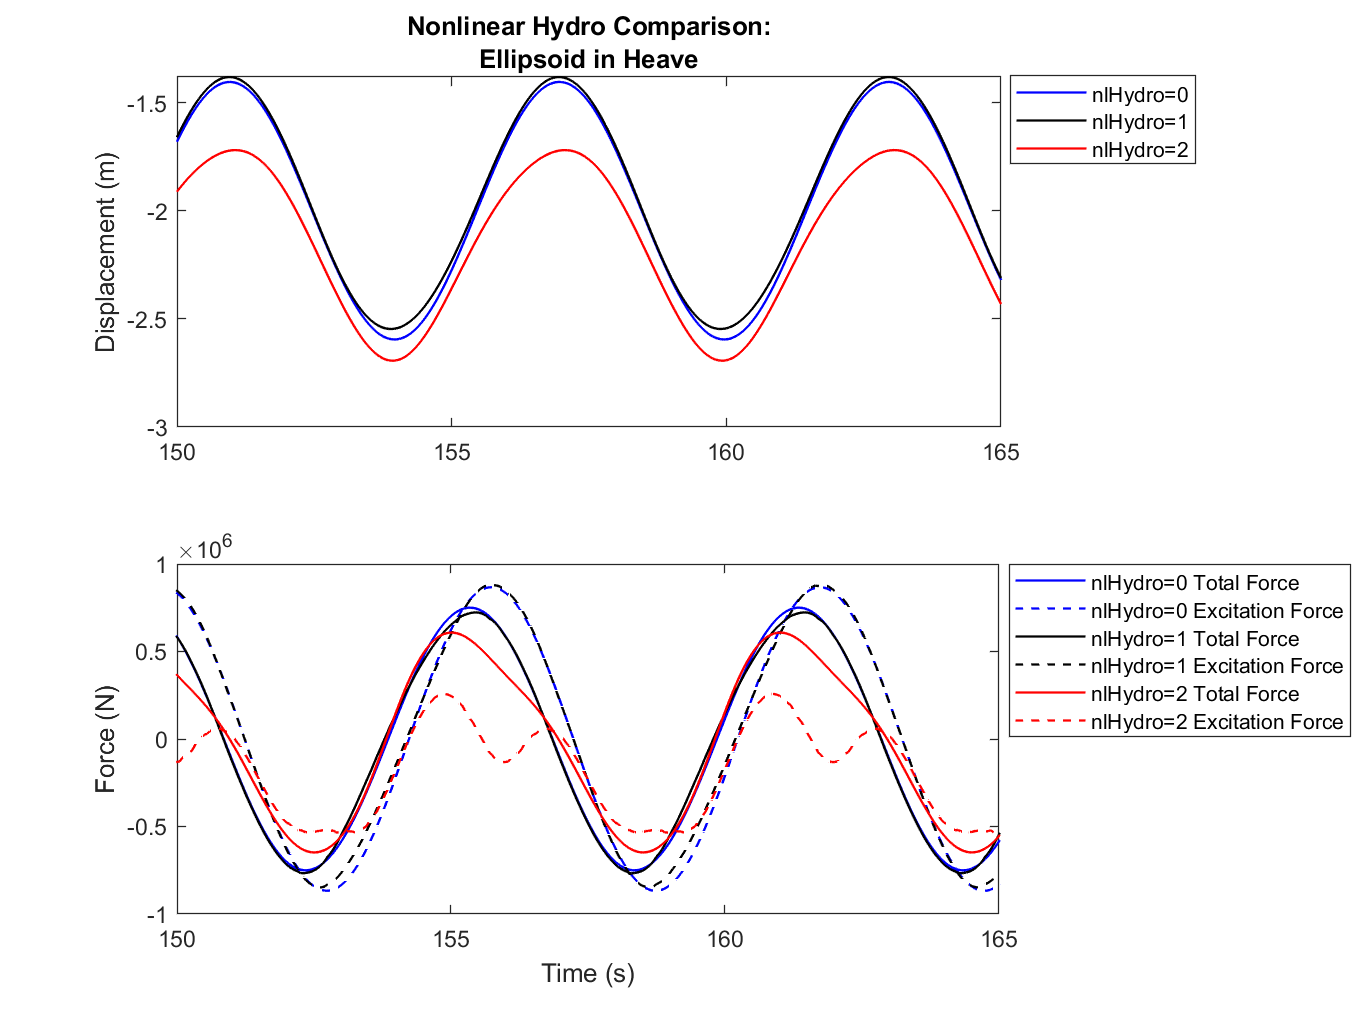 Nonlinear Hydro Comparison:
Ellipsoid in Heave
-1.5
-2
-2.5
-3
Displacement (m)
150
155
160
165
nlHydro=0
nlHydro=1
nlHydro=2
×10^6
1
0.5
0
-0.5
-1
Force (N)
150
155
160
165
Time (s)
nlHydro=0 Total Force
nlHydro=0 Excitation Force
nlHydro=1 Total Force
nlHydro=1 Excitation Force
nlHydro=2 Total Force
nlHydro=2 Excitation Force